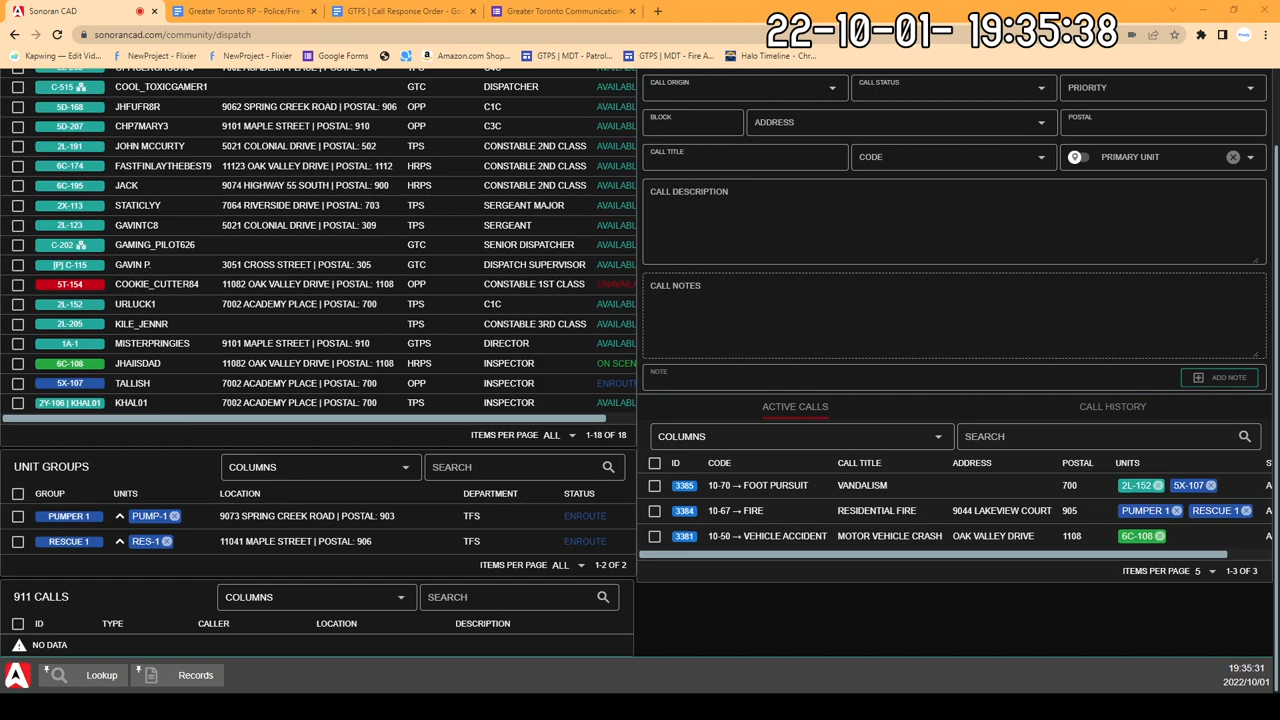 Sonoran CAD
Greater Toronto RP - Police/Fire
GTFS | Call Response Order - Go
Greater Toronto Communication
22-10-01- 19:35:38
sonorancad.com/community/dispatch
Kapwing - Edit vid...
NewProject - Flixier
Google Forms
NewProject - Flixier
Amazon.com Shopp...
GTPS | MDT - Patrol...
GTPS | MDT - Fire A...
Halo Timeline - Chr...
7002 ACADEMY PLACE | POSTAL: 700 TPS AVAILABL
C-515 COOL_TOXICGAMER1 GTC DISPATCHER AVAILABL
5D-168 JHFUFR8R 9062 SPRING CREEK ROAD | POSTAL: 906 OPP C1C AVAILABL
5D-207 CHP7MARY3 9101 MAPLE STREET | POSTAL: 910 OPP C3C AVAILABL
2L-191 JOHN MCCURTY 5021 COLONIAL DRIVE | POSTAL: 502 TPS CONSTABLE 2ND CLASS AVAILABL
6C-174 FASTFINLAYTHEBEST9 11123 OAK VALLEY DRIVE | POSTAL: 1112 HRPS CONSTABLE 2ND CLASS AVAILABL
6C-195 JACK 9074 HIGHWAY 55 SOUTH | POSTAL: 900 HRPS CONSTABLE 2ND CLASS AVAILABL
2X-113 STATICLYY 7064 RIVERSIDE DRIVE | POSTAL: 703 TPS SERGEANT MAJOR AVAILABL
2L-123 GAVINTC8 5021 COLONIAL DRIVE | POSTAL: 309 TPS SERGEANT AVAILABL
C-202 GAMING_PILOT626 GTC SENIOR DISPATCHER AVAILABL
[P] C-115 GAVIN P. 3051 CROSS STREET | POSTAL: 305 GTC DISPATCH SUPERVISOR AVAILABL
5T-154 COOKIE_CUTTER84 11082 OAK VALLEY DRIVE | POSTAL: 1108 OPP CONSTABLE 1ST CLASS UNAVAILA
2L-152 URLUCK1 7002 ACADEMY PLACE | POSTAL: 700 TPS C1C AVAILABL
2L-205 KILE_JENNR TPS CONSTABLE 3RD CLASS AVAILABL
1A-1 MISTERPRINGIES 9101 MAPLE STREET | POSTAL: 910 GTPS DIRECTOR AVAILABL
6C-108 JHAIISDAD 11082 OAK VALLEY DRIVE | POSTAL: 1108 HRPS INSPECTOR ON SCEN
5X-107 TALLISH 7002 ACADEMY PLACE | POSTAL: 700 OPP INSPECTOR ENROUTE
2Y-106 | KHAL01 KHAL01 7002 ACADEMY PLACE | POSTAL: 700 TPS INSPECTOR AVAILABL
ITEMS PER PAGE ALL 1-18 OF 18
UNIT GROUPS COLUMNS SEARCH
GROUP UNITS LOCATION DEPARTMENT STATUS
PUMPER 1 PUMP-1 9073 SPRING CREEK ROAD | POSTAL: 903 TFS ENROUTE
RESCUE 1 RES-1 11041 MAPLE STREET | POSTAL: 906 TFS ENROUTE
ITEMS PER PAGE ALL 1-2 OF 2
911 CALLS COLUMNS SEARCH
ID TYPE CALLER LOCATION DESCRIPTION
NO DATA
CALL ORIGIN CALL STATUS PRIORITY
BLOCK ADDRESS POSTAL
CALL TITLE CODE PRIMARY UNIT
CALL DESCRIPTION
CALL NOTES
NOTE ADD NOTE
ACTIVE CALLS CALL HISTORY
COLUMNS SEARCH
ID CODE CALL TITLE ADDRESS POSTAL UNITS S
3385 10-70 → FOOT PURSUIT VANDALISM 700 2L-152 5X-107 A
3384 10-67 → FIRE RESIDENTIAL FIRE 9044 LAKEVIEW COURT 905 PUMPER 1 RESCUE 1 A
3381 10-50 → VEHICLE ACCIDENT MOTOR VEHICLE CRASH OAK VALLEY DRIVE 1108 6C-108 A
ITEMS PER PAGE 5 1-3 OF 3
Lookup Records
19:35:31
2022/10/01